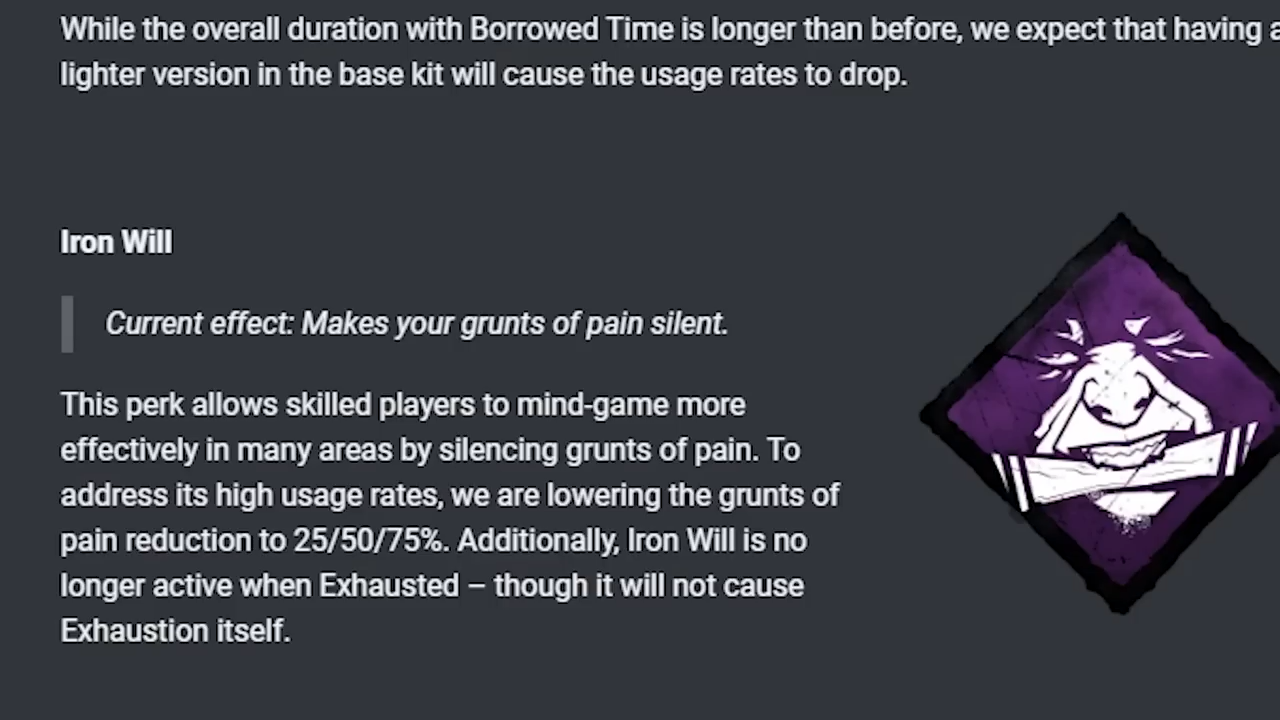 While the overall duration with Borrowed Time is longer than before, we expect that having a
lighter version in the base kit will cause the usage rates to drop.
Iron Will
Current effect: Makes your grunts of pain silent.
This perk allows skilled players to mind-game more
effectively in many areas by silencing grunts of pain. To
address its high usage rates, we are lowering the grunts of
pain reduction to 25/50/75%. Additionally, Iron Will is no
longer active when Exhausted – though it will not cause
Exhaustion itself.